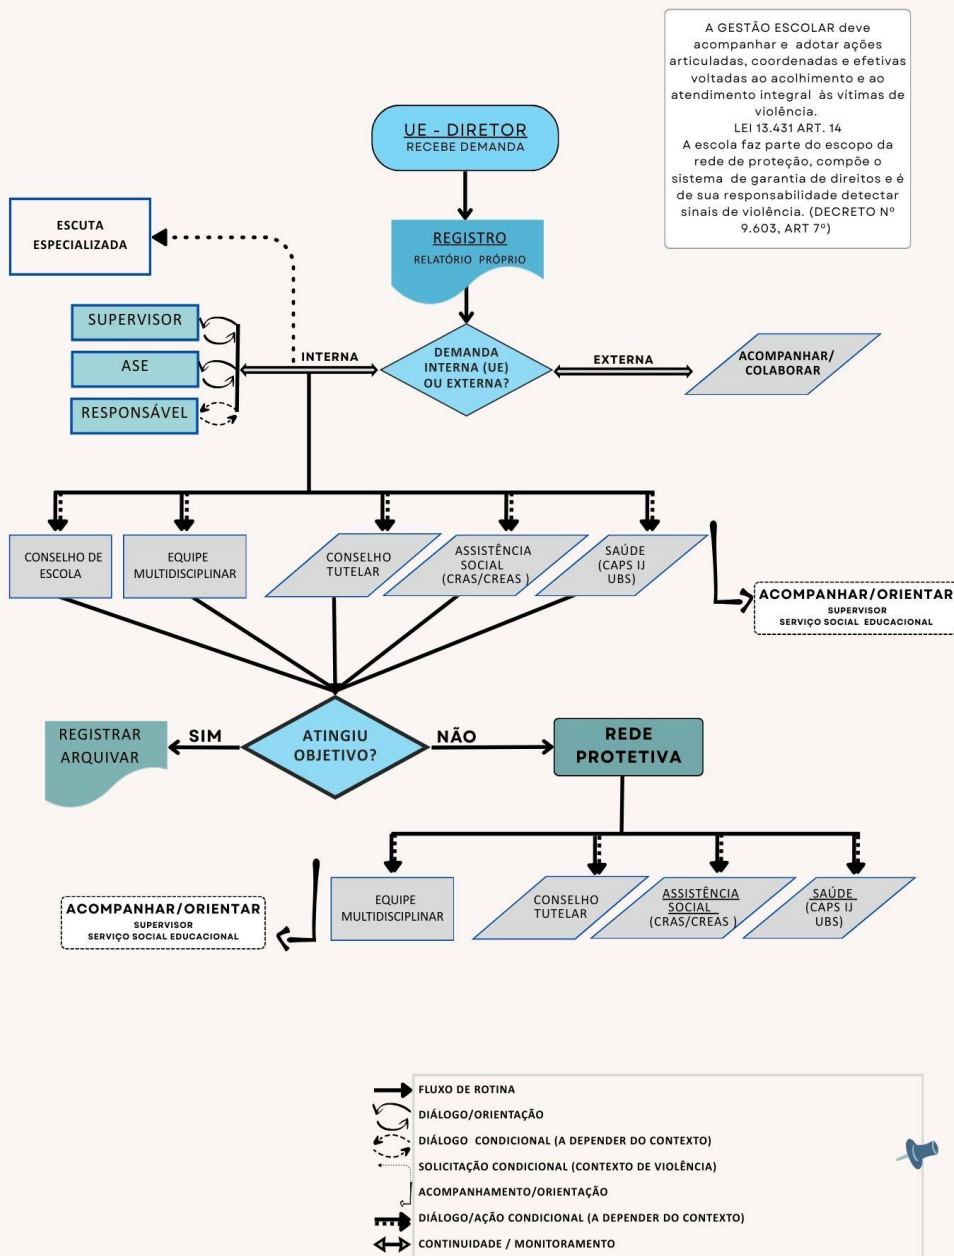 A GESTÃO ESCOLAR deve
acompanhar e adotar ações
articuladas, coordenadas e efetivas
voltadas ao acolhimento e ao
atendimento integral às vítimas de
violência.
LEI 13.431 ART. 14
A escola faz parte do escopo da
rede de proteção, compõe o
sistema de garantia de direitos e é
de sua responsabilidade detectar
sinais de violência. (DECRETO Nº
9.603, ART 7º)
UE - DIRETOR
RECEBE DEMANDA
REGISTRO
RELATÓRIO PRÓPRIO
ESCUTA
ESPECIALIZADA
SUPERVISOR
ASE
RESPONSÁVEL
INTERNA
DEMANDA
INTERNA (UE)
OU EXTERNA?
EXTERNA
ACOMPANHAR/
COLABORAR
CONSELHO DE
ESCOLA
EQUIPE
MULTIDISCIPLINAR
CONSELHO
TUTELAR
ASSISTÊNCIA
SOCIAL
(CRAS/CREAS )
SAÚDE
(CAPS IJ
UBS)
ACOMPANHAR/ORIENTAR
SUPERVISOR
SERVIÇO SOCIAL EDUCACIONAL
REGISTRAR
ARQUIVAR
SIM
ATINGIU
OBJETIVO?
NÃO
REDE
PROTETIVA
ACOMPANHAR/ORIENTAR
SUPERVISOR
SERVIÇO SOCIAL EDUCACIONAL
EQUIPE
MULTIDISCIPLINAR
CONSELHO
TUTELAR
ASSISTÊNCIA
SOCIAL
(CRAS/CREAS )
SAÚDE
(CAPS IJ
UBS)
FLUXO DE ROTINA
DIÁLOGO/ORIENTAÇÃO
DIÁLOGO CONDICIONAL (A DEPENDER DO CONTEXTO)
SOLICITAÇÃO CONDICIONAL (CONTEXTO DE VIOLÊNCIA)
ACOMPANHAMENTO/ORIENTAÇÃO
DIÁLOGO/AÇÃO CONDICIONAL (A DEPENDER DO CONTEXTO)
CONTINUIDADE / MONITORAMENTO